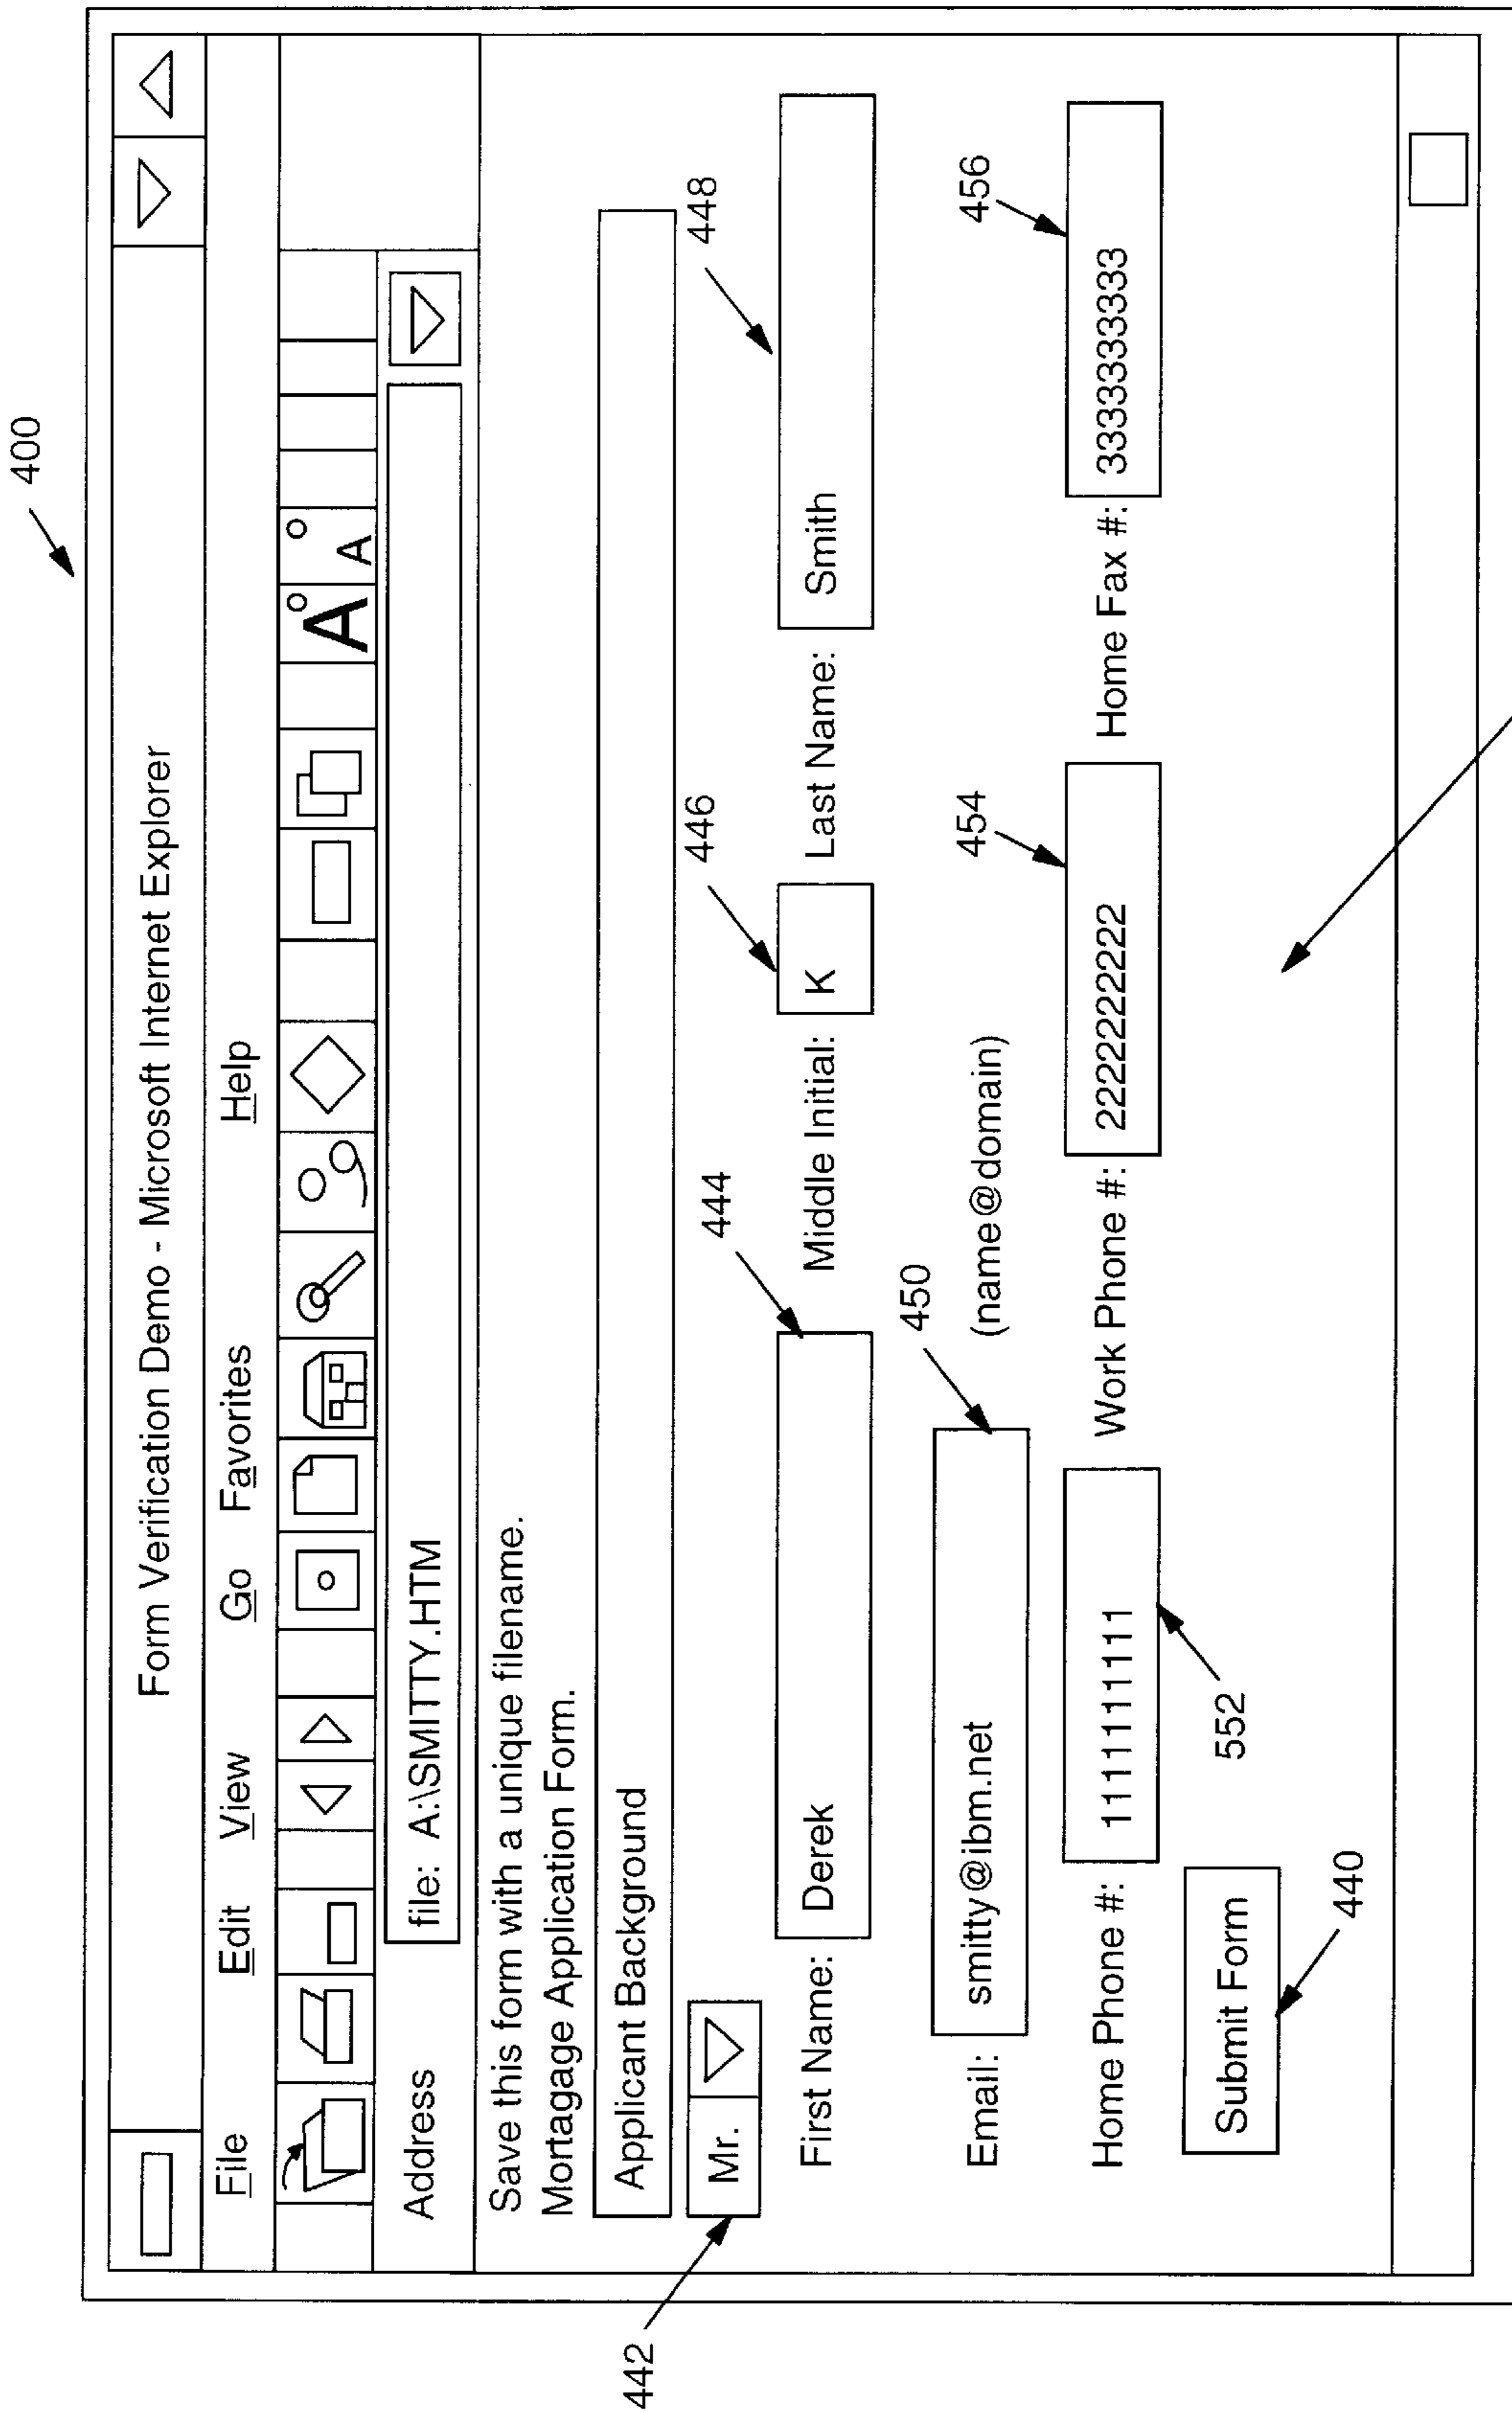 400
Form Verification Demo - Microsoft Internet Explorer
File Edit View Go Favorites Help
A A
Address file: A:\SMITTY.HTM
Save this form with a unique filename.
Mortagage Application Form.
Applicant Background
442 Mr. 444 446 448
First Name: Derek Middle Initial: K Last Name: Smith
450 454 456
Email: smitty@ibm.net (name@domain)
Home Phone #: 1111111111 Work Phone #: 2222222222 Home Fax #: 3333333333
552
Submit Form
440